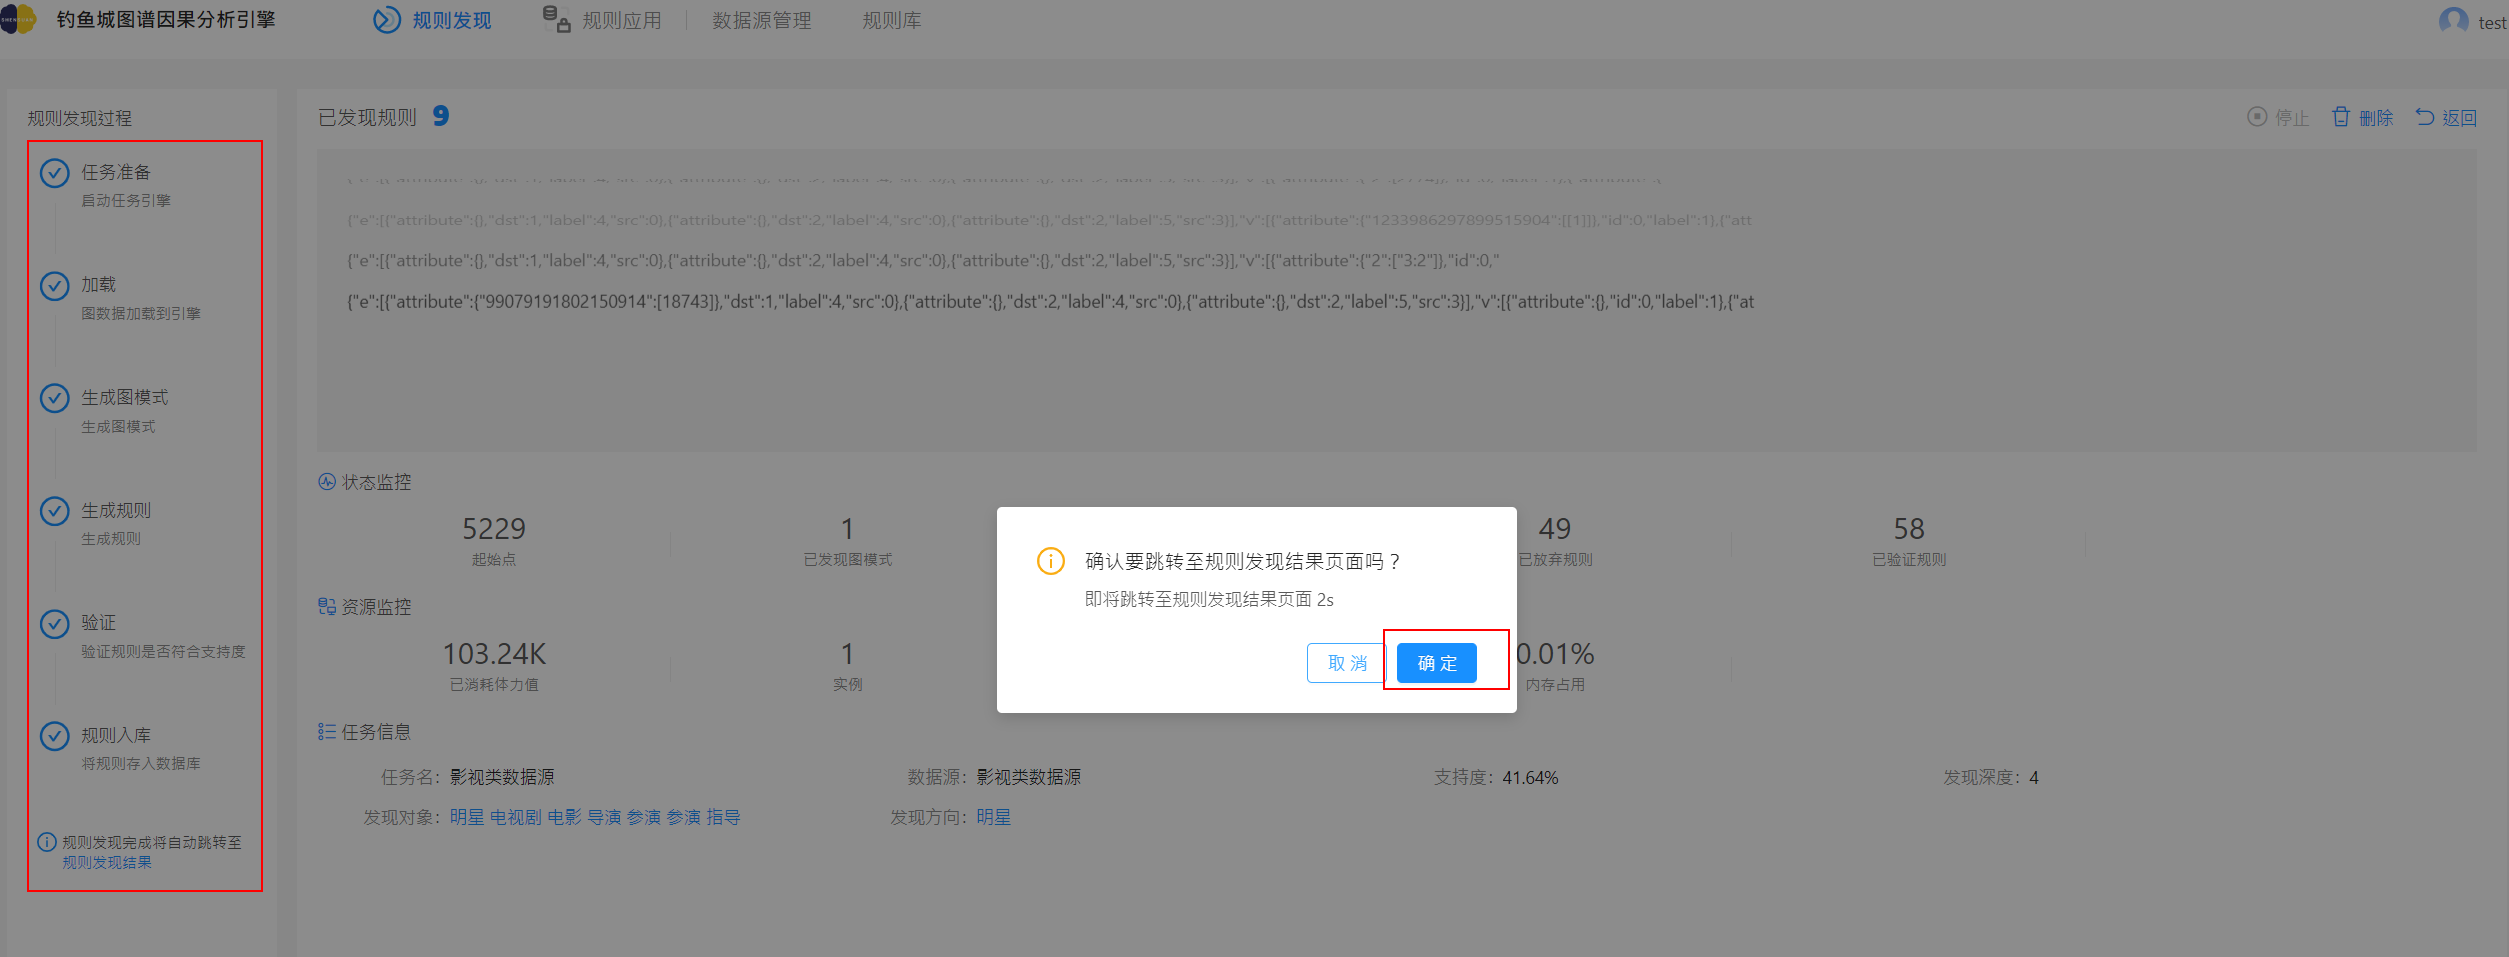 钓鱼城图谱因果分析引擎
规则发现
规则应用
数据源管理
规则库
test
规则发现过程
任务准备
启动任务引擎
加载
图数据加载到引擎
生成图模式
生成图模式
生成规则
生成规则
验证
验证规则是否符合支持度
规则入库
将规则存入数据库
规则发现完成将自动跳转至
规则发现结果
已发现规则 9
停止
删除
返回
{"e":[{"attribute":{},"dst":1,"label":4,"src":0},{"attribute":{},"dst":2,"label":4,"src":0},{"attribute":{},"dst":2,"label":5,"src":3}],"v":[{"attribute":{"1233986297899515904":[[1]]},"id":0,"label":1},{"att
{"e":[{"attribute":{},"dst":1,"label":4,"src":0},{"attribute":{},"dst":2,"label":4,"src":0},{"attribute":{},"dst":2,"label":5,"src":3}],"v":[{"attribute":{"2":["3:2"]},"id":0,"
{"e":[{"attribute":{"99079191802150914":[18743]},"dst":1,"label":4,"src":0},{"attribute":{},"dst":2,"label":4,"src":0},{"attribute":{},"dst":2,"label":5,"src":3}],"v":[{"attribute":{},"id":0,"label":1},{"at
状态监控
5229
起始点
1
已发现图模式
49
已放弃规则
58
已验证规则
资源监控
103.24K
已消耗体力值
1
实例
0.01%
内存占用
确认要跳转至规则发现结果页面吗？
即将跳转至规则发现结果页面 2s
取 消
确 定
任务信息
任务名：影视类数据源
数据源：影视类数据源
支持度：41.64%
发现深度：4
发现对象：明星 电视剧 电影 导演 参演 参演 指导
发现方向：明星